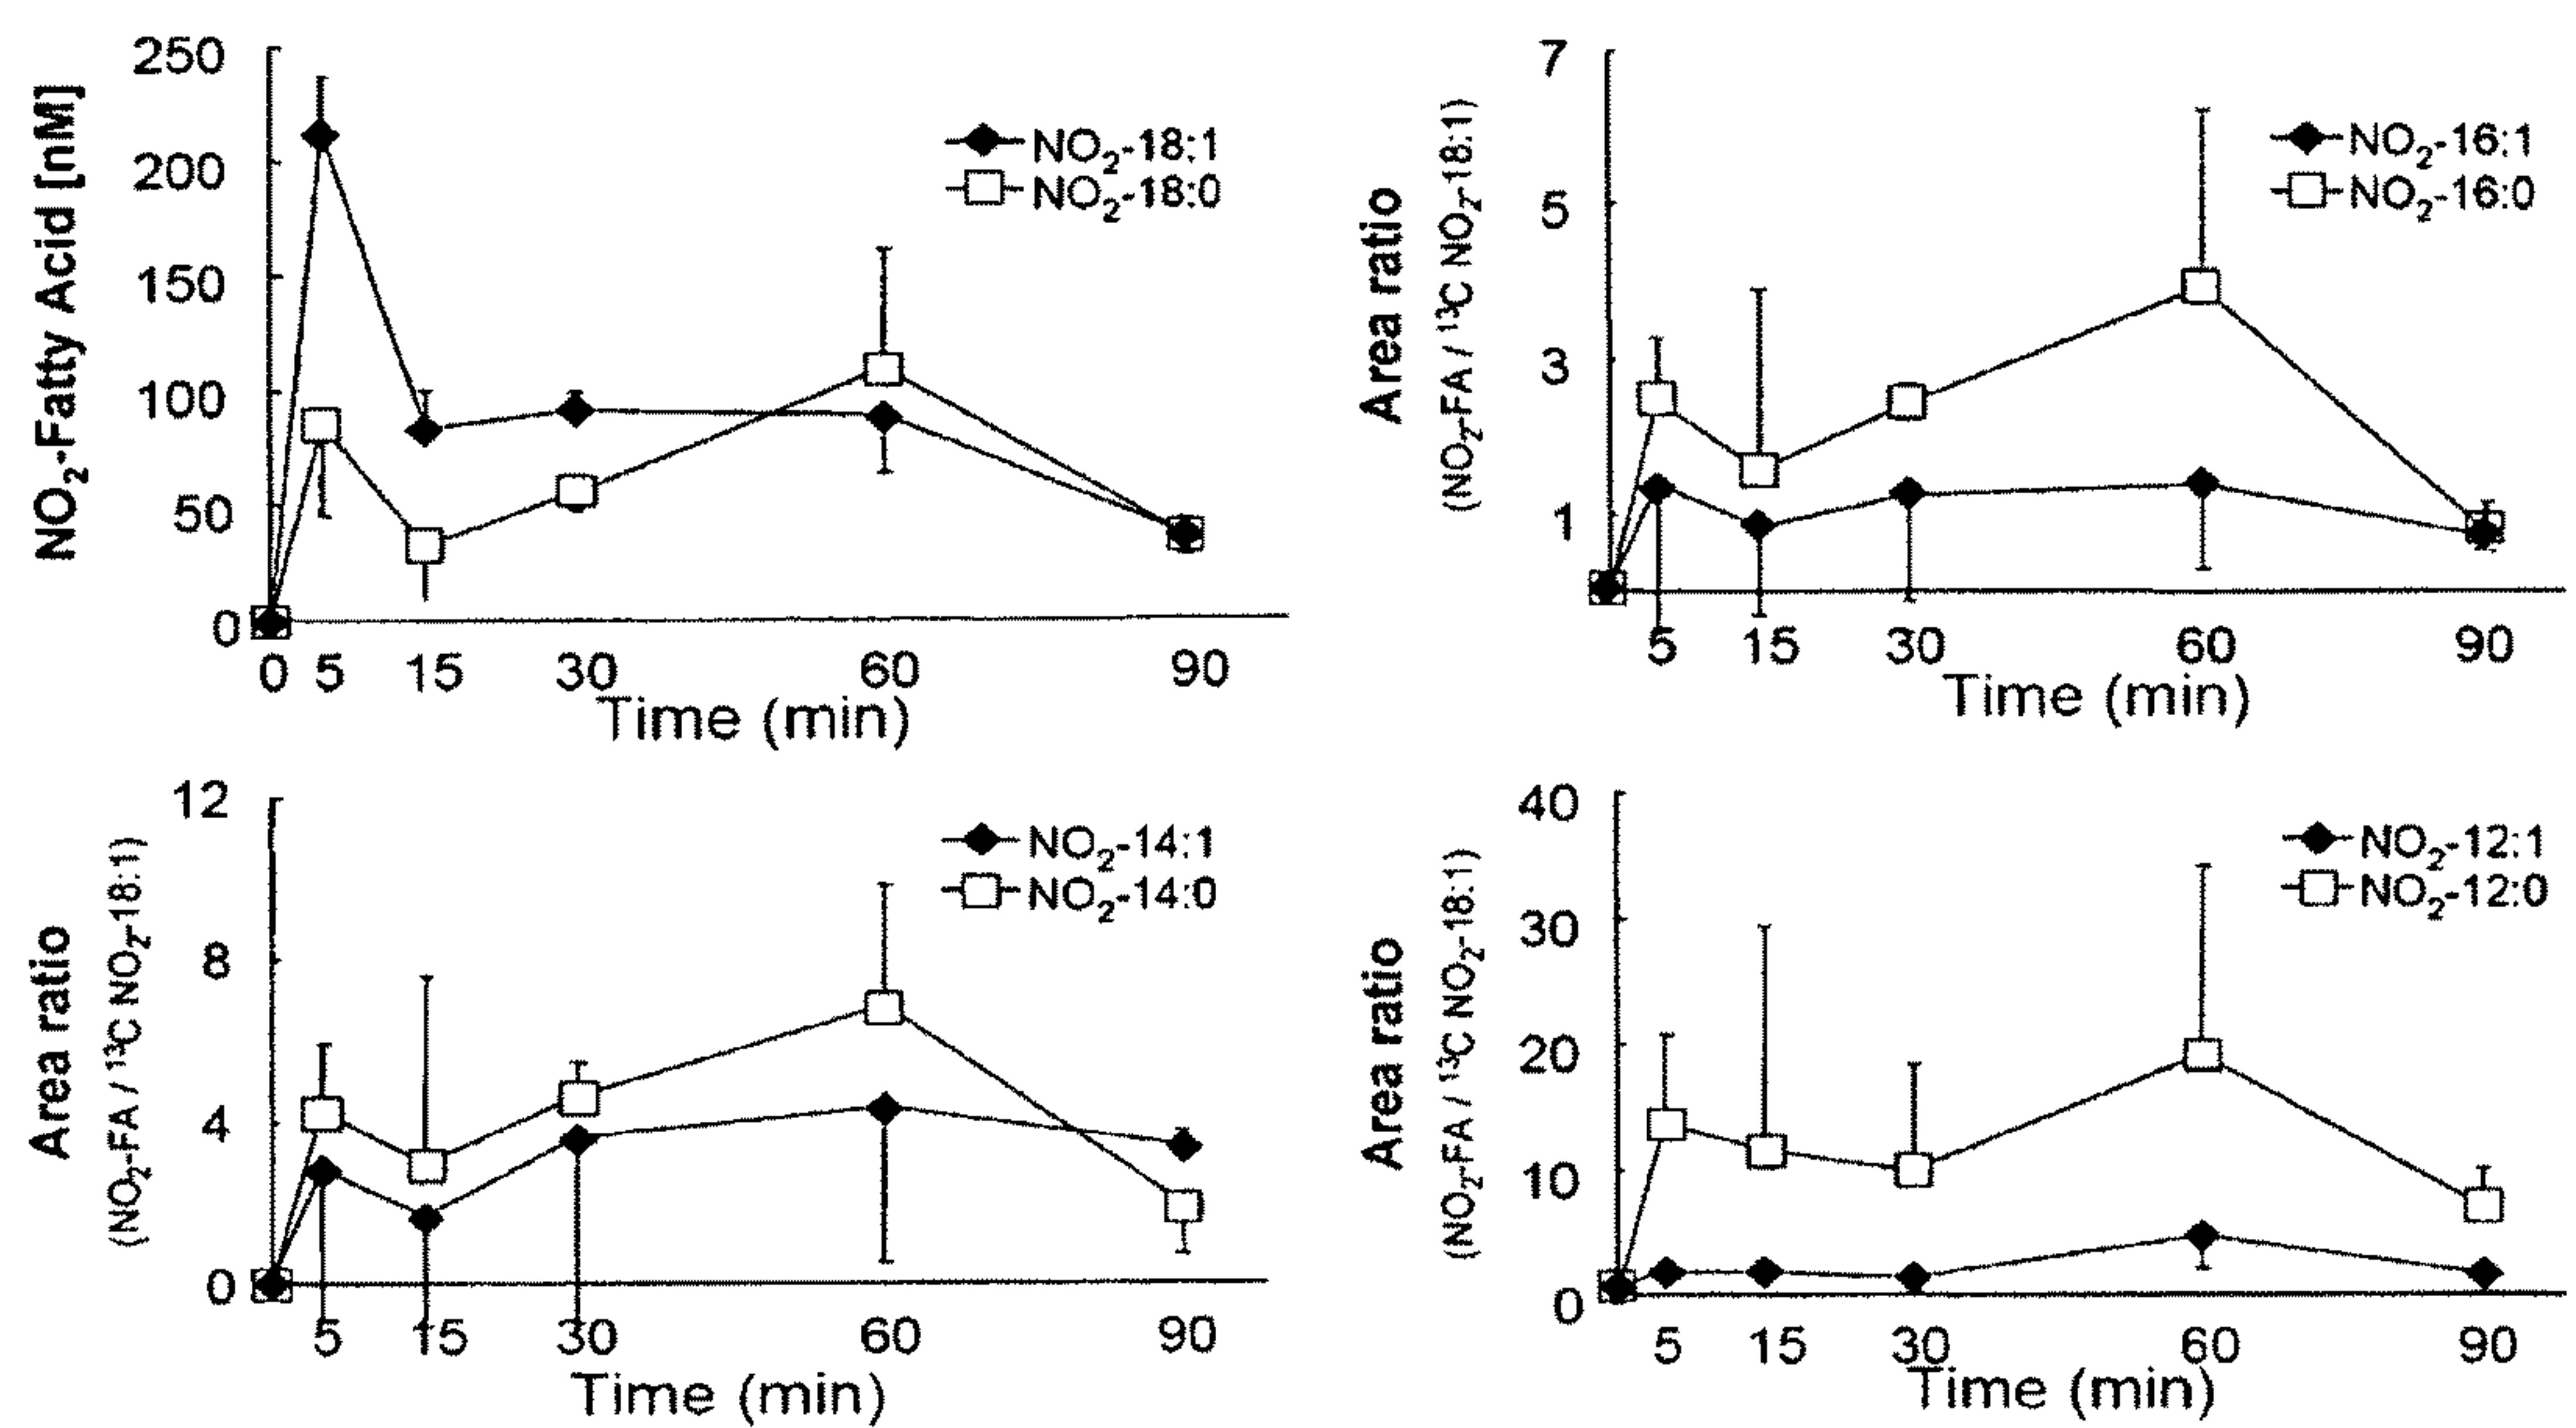 NO₂-Fatty Acid [nM]
250
200
150
100
50
0
0 5 15 30 60 90
Time (min)
NO₂-18:1
NO₂-18:0
Area ratio
(NO₂-FA / ¹³C NO₂-18:1)
7
5
3
1
5 15 30 60 90
Time (min)
NO₂-16:1
NO₂-16:0
Area ratio
(NO₂-FA / ¹³C NO₂-18:1)
12
8
4
0
5 15 30 60 90
Time (min)
NO₂-14:1
NO₂-14:0
Area ratio
(NO₂-FA / ¹³C NO₂-18:1)
40
30
20
10
0
5 15 30 60 90
Time (min)
NO₂-12:1
NO₂-12:0